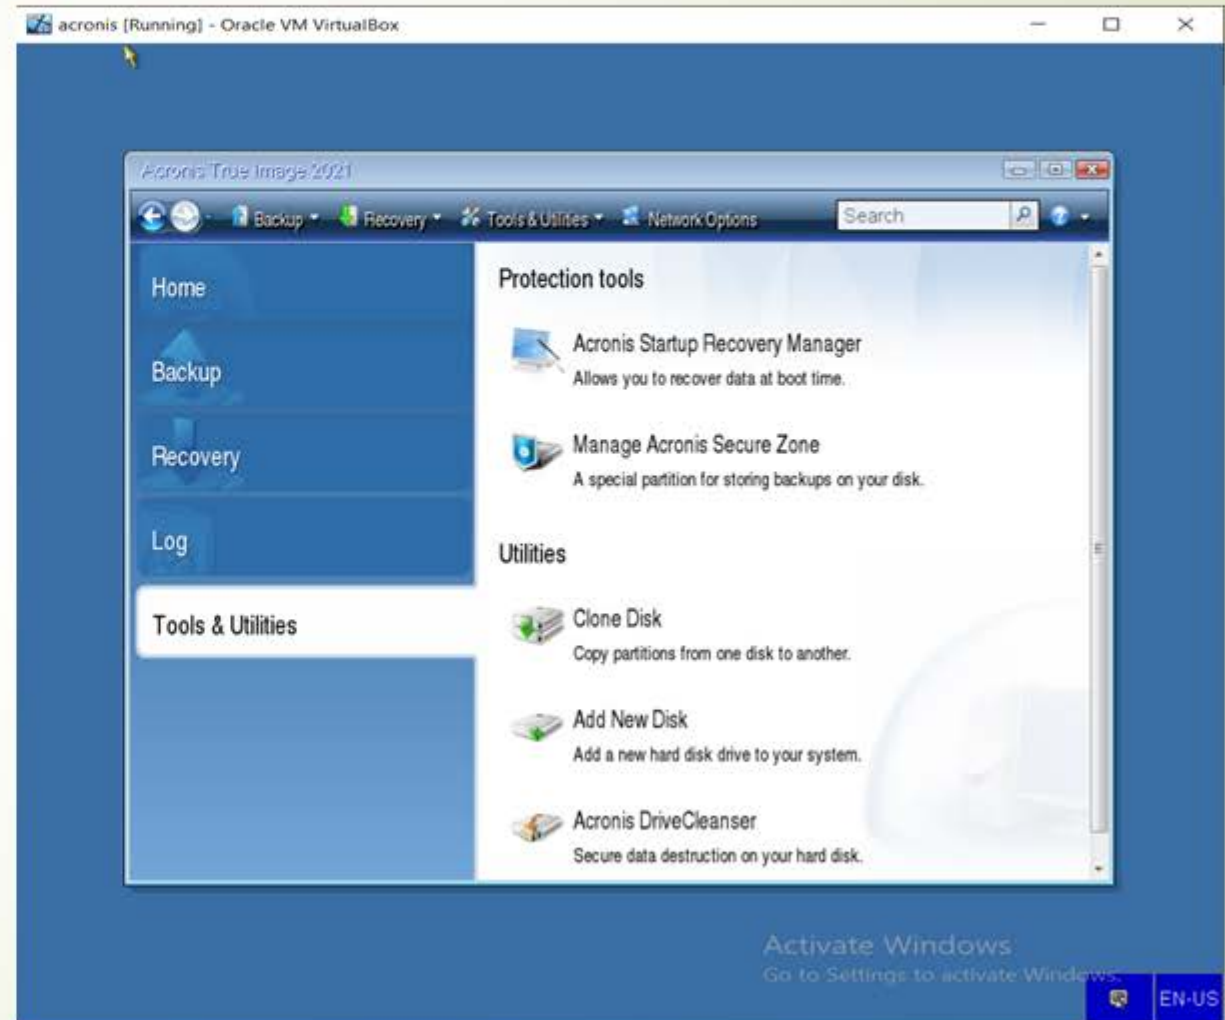 acronis [Running] - Oracle VM VirtualBox
Acronis True Image 2021
Backup Recovery Tools & Utilities Network Options Search
Home
Backup
Recovery
Log
Tools & Utilities
Protection tools
Acronis Startup Recovery Manager
Allows you to recover data at boot time.
Manage Acronis Secure Zone
A special partition for storing backups on your disk.
Utilities
Clone Disk
Copy partitions from one disk to another.
Add New Disk
Add a new hard disk drive to your system.
Acronis DriveCleanser
Secure data destruction on your hard disk.
Activate Windows
Go to Settings to activate Windows.
EN-US